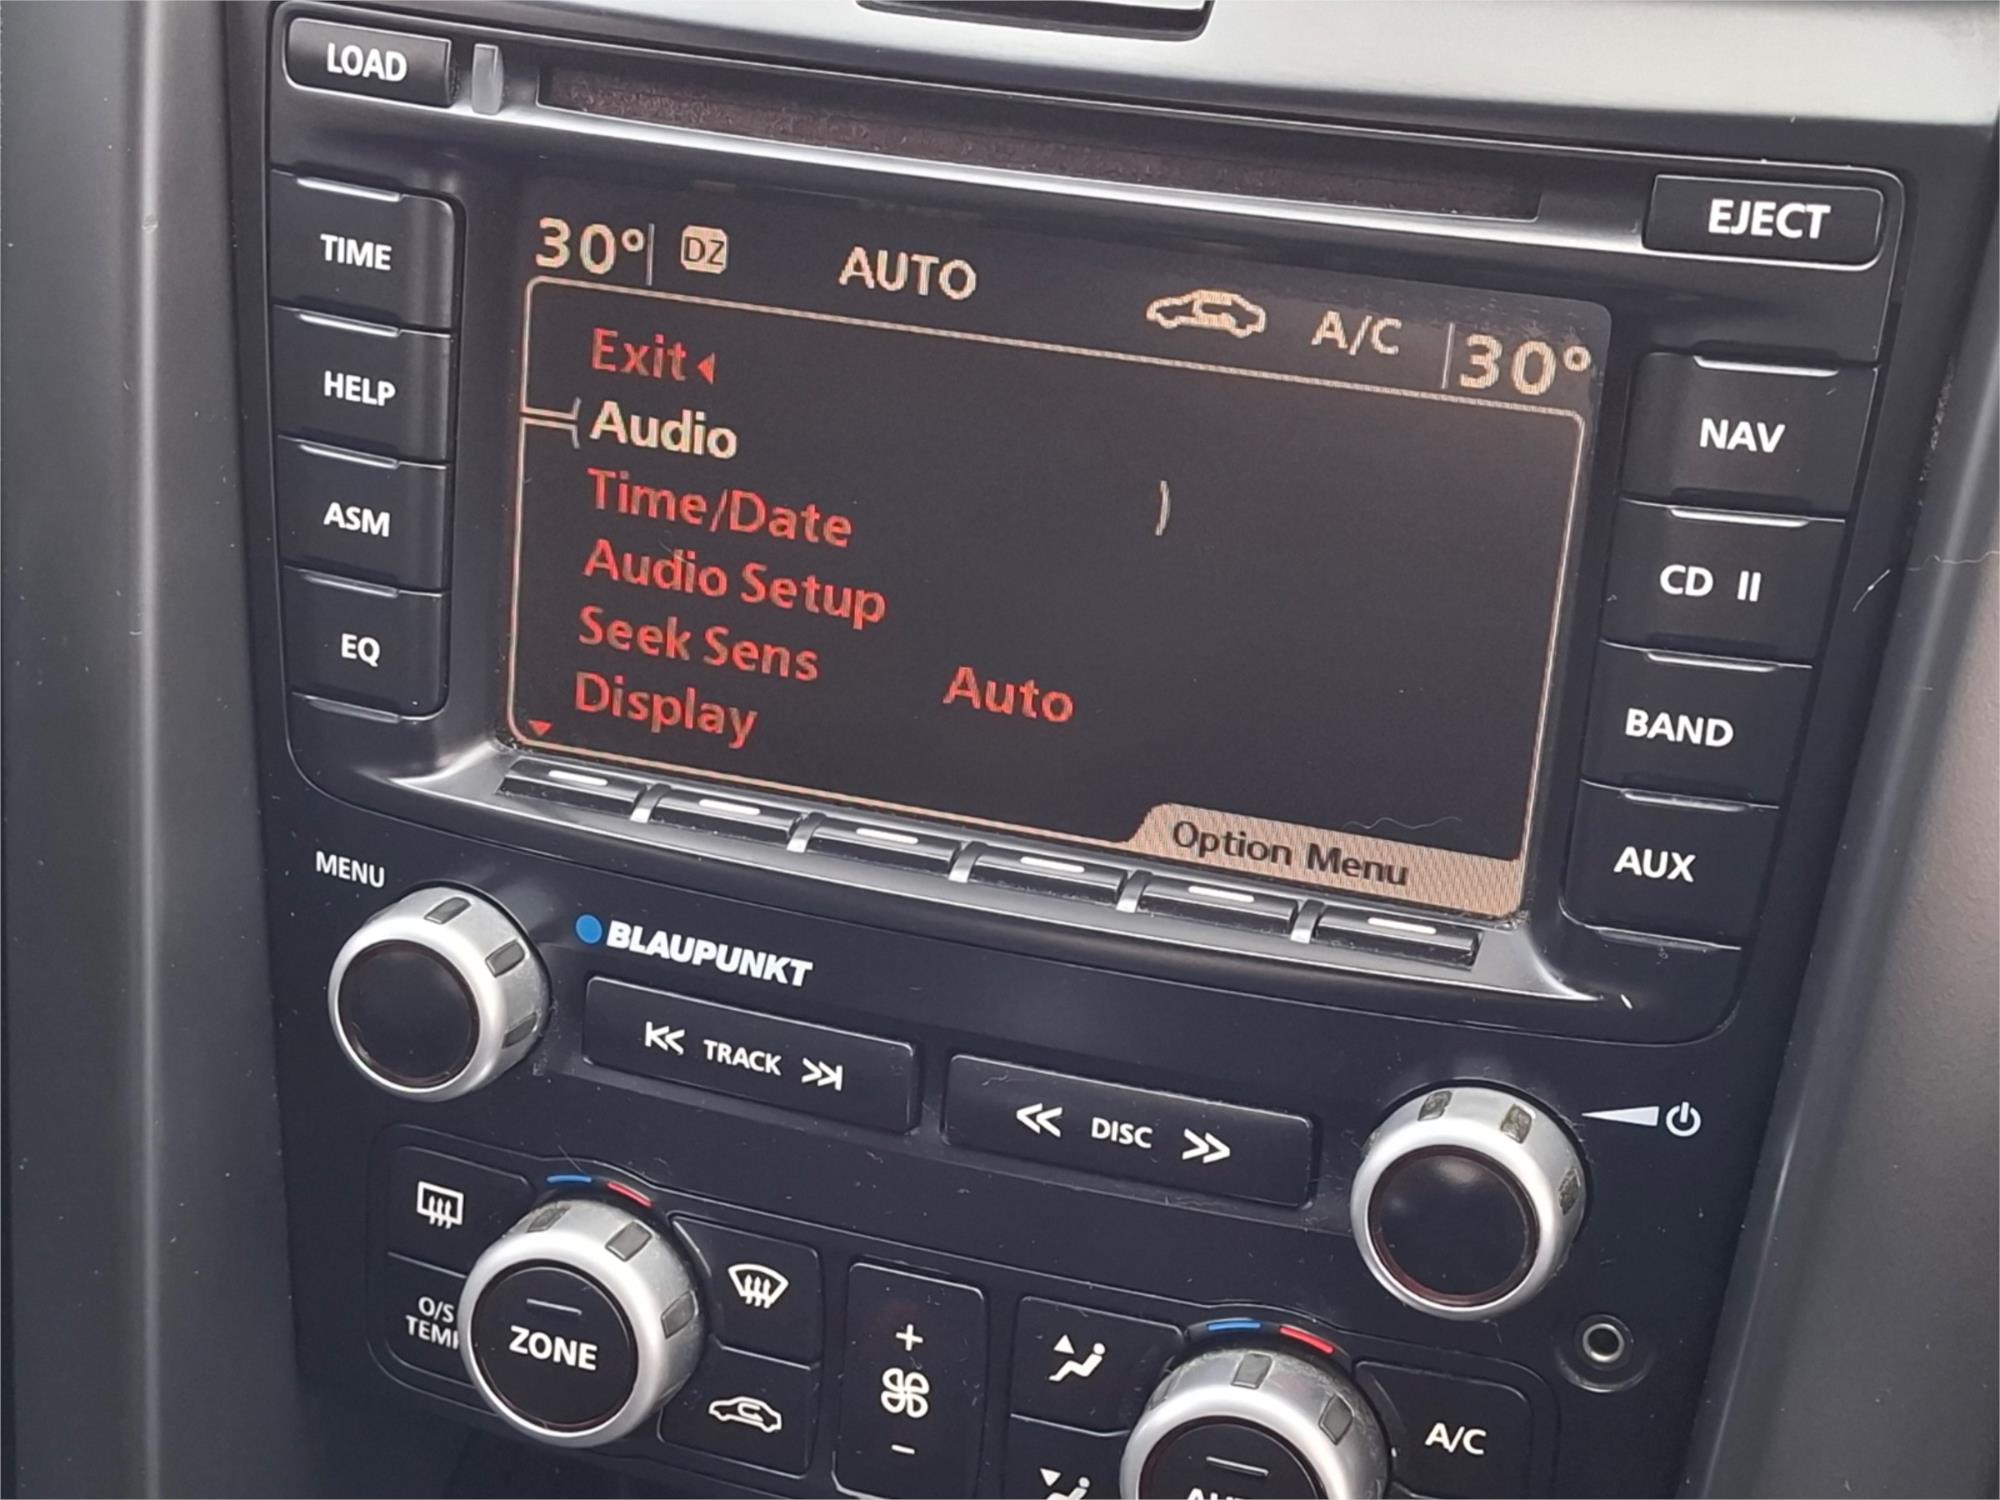 LOAD
EJECT
TIME
HELP
ASM
EQ
30° DZ AUTO A/C 30°
Exit
Audio
Time/Date
Audio Setup
Seek Sens Auto
Display
Option Menu
NAV
CD II
BAND
AUX
MENU
BLAUPUNKT
TRACK
DISC
O/S
ZONE
+
-
A/C